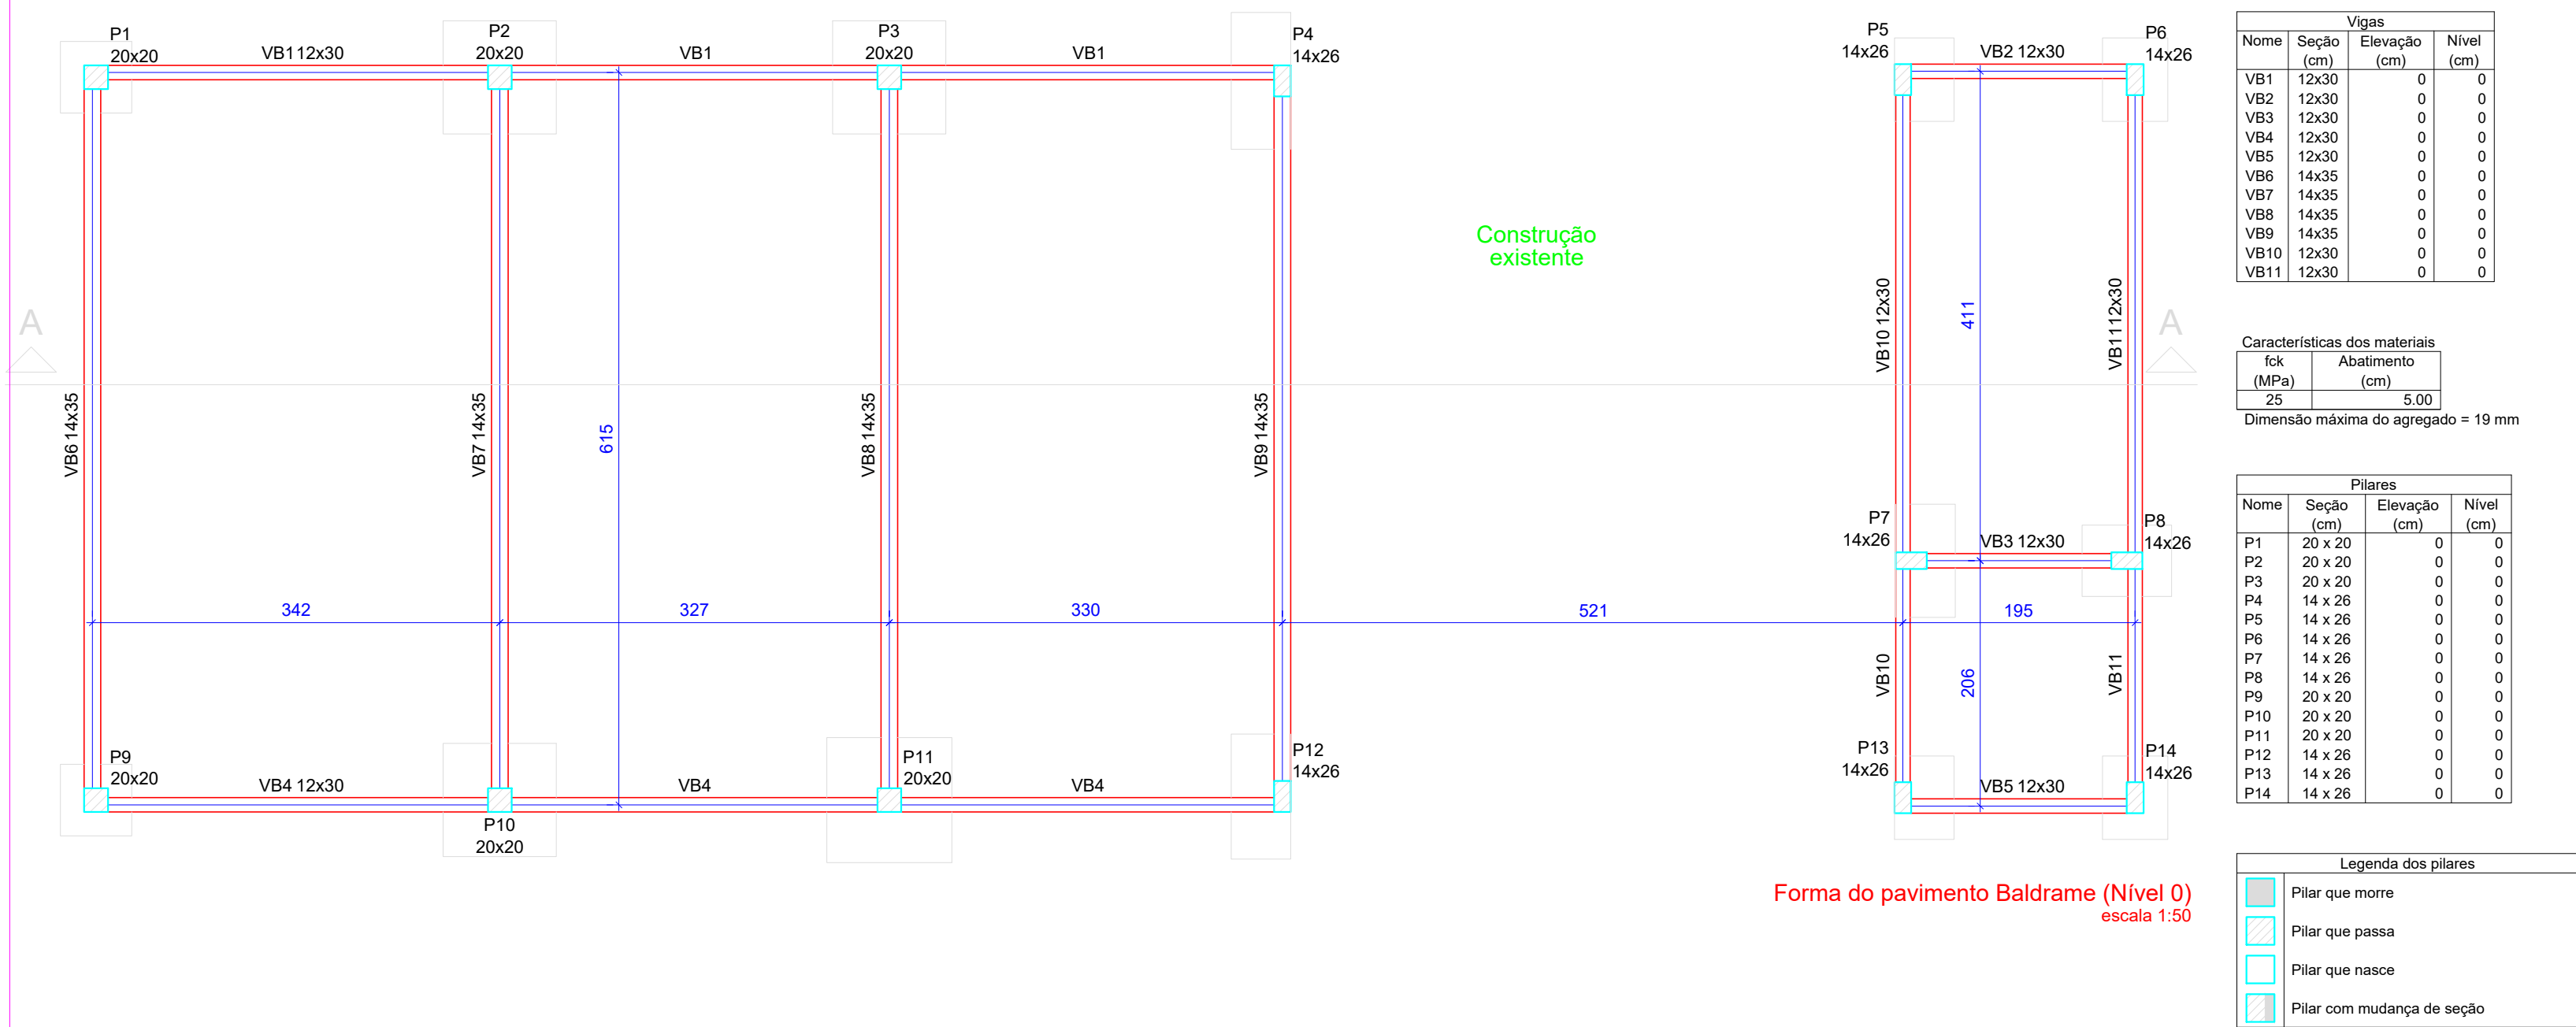 P1
20x20
VB1 12x30
P2
20x20
VB1
P3
20x20
VB1
P4
14x26
P5
14x26
VB2 12x30
P6
14x26
Construção
existente
A
A
VB6 14x35
VB7 14x35
615
VB8 14x35
VB9 14x35
VB10 12x30
411
VB11 12x30
P7
14x26
VB3 12x30
P8
14x26
342
327
330
521
195
VB10
206
VB11
P9
20x20
VB4 12x30
P10
20x20
VB4
P11
20x20
VB4
P12
14x26
P13
14x26
VB5 12x30
P14
14x26
Forma do pavimento Baldrame (Nível 0)
escala 1:50
Vigas
Nome Seção Elevação Nível
(cm) (cm) (cm)
VB1 12x30 0 0
VB2 12x30 0 0
VB3 12x30 0 0
VB4 12x30 0 0
VB5 12x30 0 0
VB6 14x35 0 0
VB7 14x35 0 0
VB8 14x35 0 0
VB9 14x35 0 0
VB10 12x30 0 0
VB11 12x30 0 0
Características dos materiais
fck Abatimento
(MPa) (cm)
25 5.00
Dimensão máxima do agregado = 19 mm
Pilares
Nome Seção Elevação Nível
(cm) (cm) (cm)
P1 20 x 20 0 0
P2 20 x 20 0 0
P3 20 x 20 0 0
P4 14 x 26 0 0
P5 14 x 26 0 0
P6 14 x 26 0 0
P7 14 x 26 0 0
P8 14 x 26 0 0
P9 20 x 20 0 0
P10 20 x 20 0 0
P11 20 x 20 0 0
P12 14 x 26 0 0
P13 14 x 26 0 0
P14 14 x 26 0 0
Legenda dos pilares
Pilar que morre
Pilar que passa
Pilar que nasce
Pilar com mudança de seção